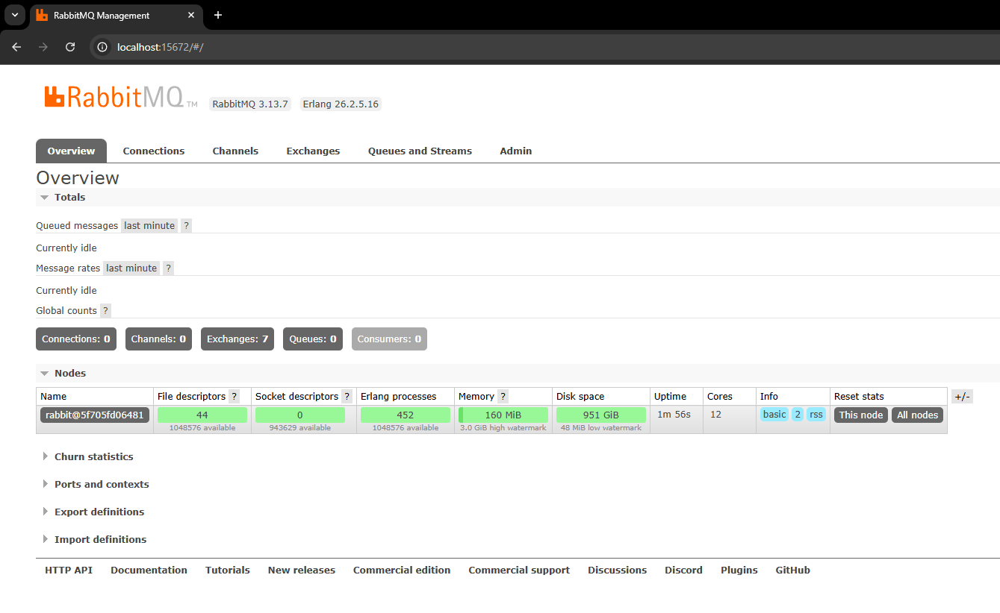 RabbitMQ Management
localhost:15672/#/
RabbitMQ TM RabbitMQ 3.13.7 Erlang 26.2.5.16
Overview Connections Channels Exchanges Queues and Streams Admin
Overview
Totals
Queued messages last minute ?
Currently idle
Message rates last minute ?
Currently idle
Global counts ?
Connections: 0 Channels: 0 Exchanges: 7 Queues: 0 Consumers: 0
Nodes
Name File descriptors ? Socket descriptors ? Erlang processes Memory ? Disk space Uptime Cores Info Reset stats +/-
rabbit@5f705fd06481 44 0 452 160 MiB 951 GiB 1m 56s 12 basic 2 rss This node All nodes
1048576 available 943629 available 1048576 available 3.0 GiB high watermark 48 MiB low watermark
Churn statistics
Ports and contexts
Export definitions
Import definitions
HTTP API Documentation Tutorials New releases Commercial edition Commercial support Discussions Discord Plugins GitHub